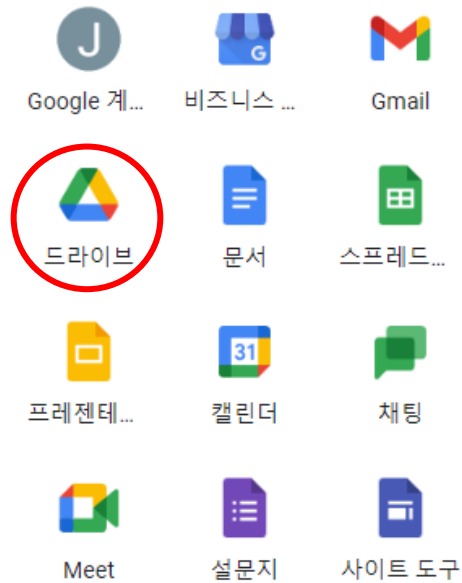 J
Google 계...
비즈니스 ...
G
Gmail
드라이브
문서
스프레드...
프레젠테...
31
캘린더
채팅
Meet
설문지
사이트 도구